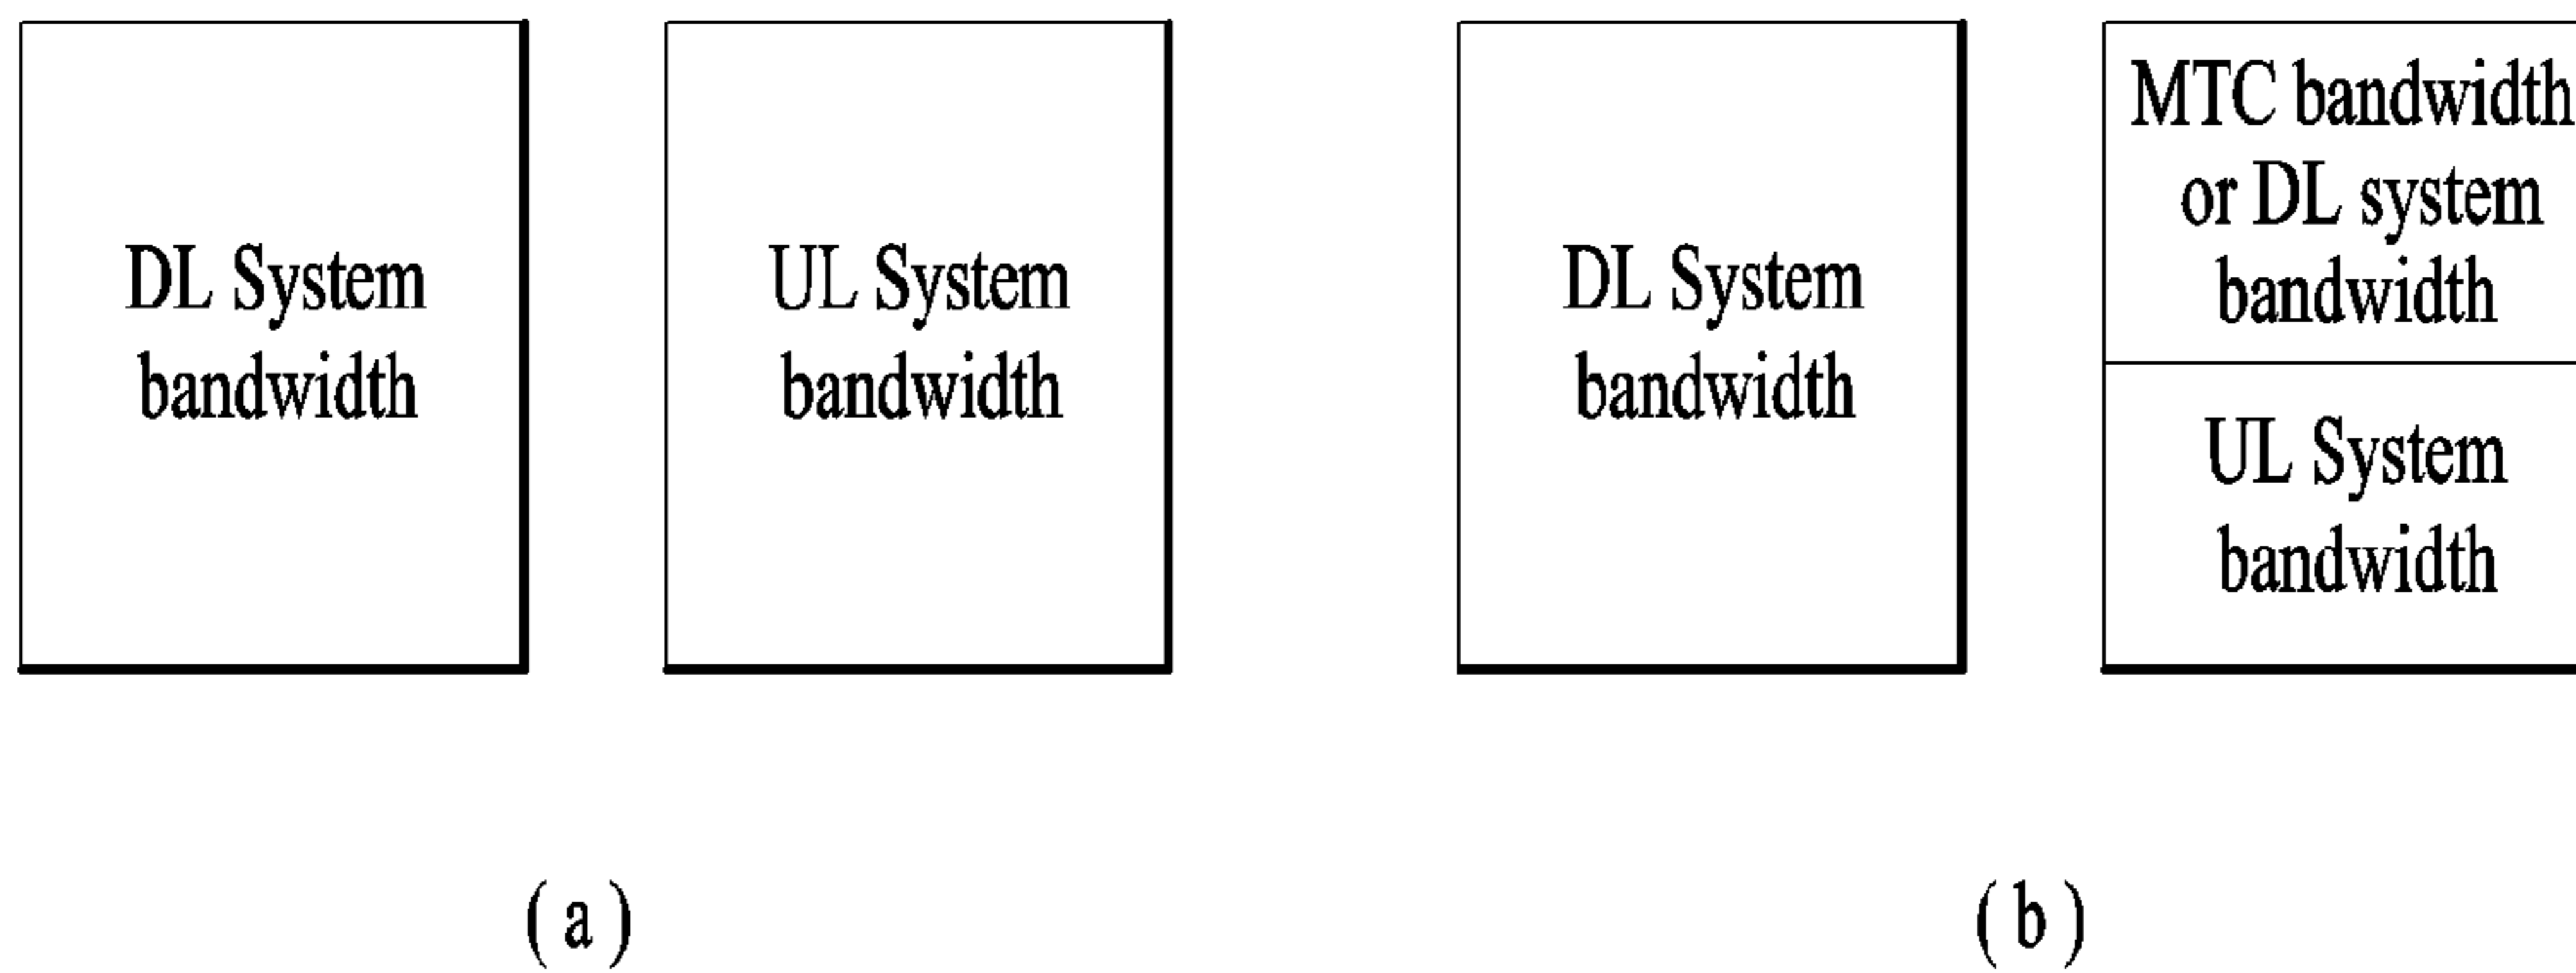 DL System
bandwidth
UL System
bandwidth
DL System
bandwidth
MTC bandwidth
or DL system
bandwidth
UL System
bandwidth
( a )
( b )